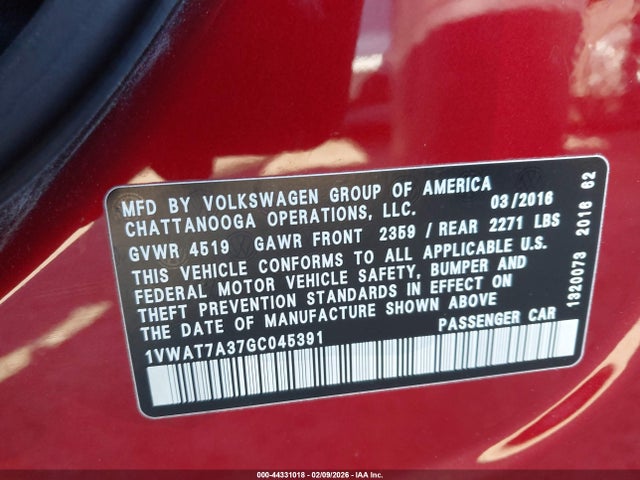 MFD BY VOLKSWAGEN GROUP OF AMERICA
CHATTANOOGA OPERATIONS, LLC. 03/2016
GVWR 4519 GAWR FRONT 2359 / REAR 2271 LBS
THIS VEHICLE CONFORMS TO ALL APPLICABLE U.S.
FEDERAL MOTOR VEHICLE SAFETY, BUMPER AND
THEFT PREVENTION STANDARDS IN EFFECT ON
THE DATE OF MANUFACTURE SHOWN ABOVE
1VWAT7A37GC045391 PASSENGER CAR
1320073 2016 62
000-44331018 | 02/09/2026 | IAA Inc.